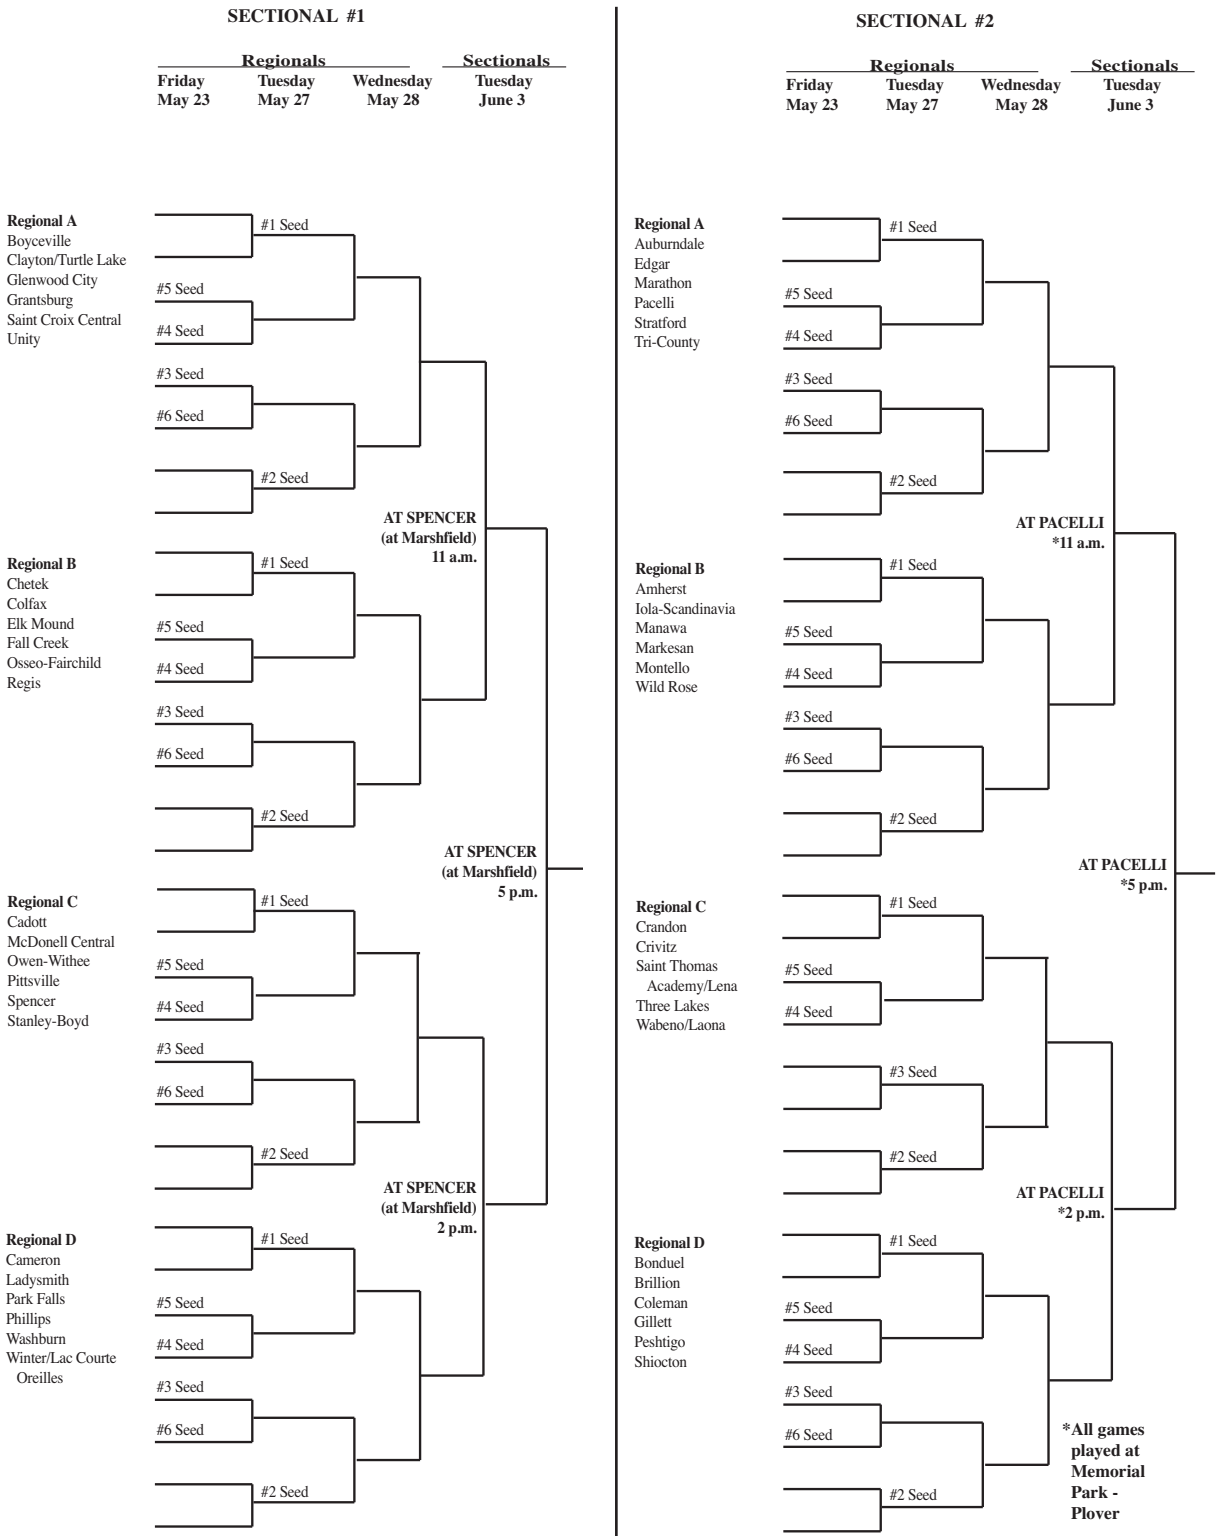 SECTIONAL #1
Regionals
Sectionals
Friday
May 23
Tuesday
May 27
Wednesday
May 28
Tuesday
June 3
Regional A
Boyceville
Clayton/Turtle Lake
Glenwood City
Grantsburg
Saint Croix Central
Unity
#1 Seed
#5 Seed
#4 Seed
#3 Seed
#6 Seed
#2 Seed
AT SPENCER
(at Marshfield)
11 a.m.
Regional B
Chetek
Colfax
Elk Mound
Fall Creek
Osseo-Fairchild
Regis
#1 Seed
#5 Seed
#4 Seed
#3 Seed
#6 Seed
#2 Seed
AT SPENCER
(at Marshfield)
5 p.m.
Regional C
Cadott
McDonell Central
Owen-Withee
Pittsville
Spencer
Stanley-Boyd
#1 Seed
#5 Seed
#4 Seed
#3 Seed
#6 Seed
#2 Seed
AT SPENCER
(at Marshfield)
2 p.m.
Regional D
Cameron
Ladysmith
Park Falls
Phillips
Washburn
Winter/Lac Courte
Oreilles
#1 Seed
#5 Seed
#4 Seed
#3 Seed
#6 Seed
#2 Seed
SECTIONAL #2
Regionals
Sectionals
Friday
May 23
Tuesday
May 27
Wednesday
May 28
Tuesday
June 3
Regional A
Auburndale
Edgar
Marathon
Pacelli
Stratford
Tri-County
#1 Seed
#5 Seed
#4 Seed
#3 Seed
#6 Seed
#2 Seed
AT PACELLI
*11 a.m.
Regional B
Amherst
Iola-Scandinavia
Manawa
Markesan
Montello
Wild Rose
#1 Seed
#5 Seed
#4 Seed
#3 Seed
#6 Seed
#2 Seed
AT PACELLI
*5 p.m.
Regional C
Crandon
Crivitz
Saint Thomas
Academy/Lena
Three Lakes
Wabeno/Laona
#1 Seed
#5 Seed
#4 Seed
#3 Seed
#2 Seed
AT PACELLI
*2 p.m.
Regional D
Bonduel
Brillion
Coleman
Gillett
Peshtigo
Shiocton
#1 Seed
#5 Seed
#4 Seed
#3 Seed
#6 Seed
#2 Seed
*All games
played at
Memorial
Park -
Plover